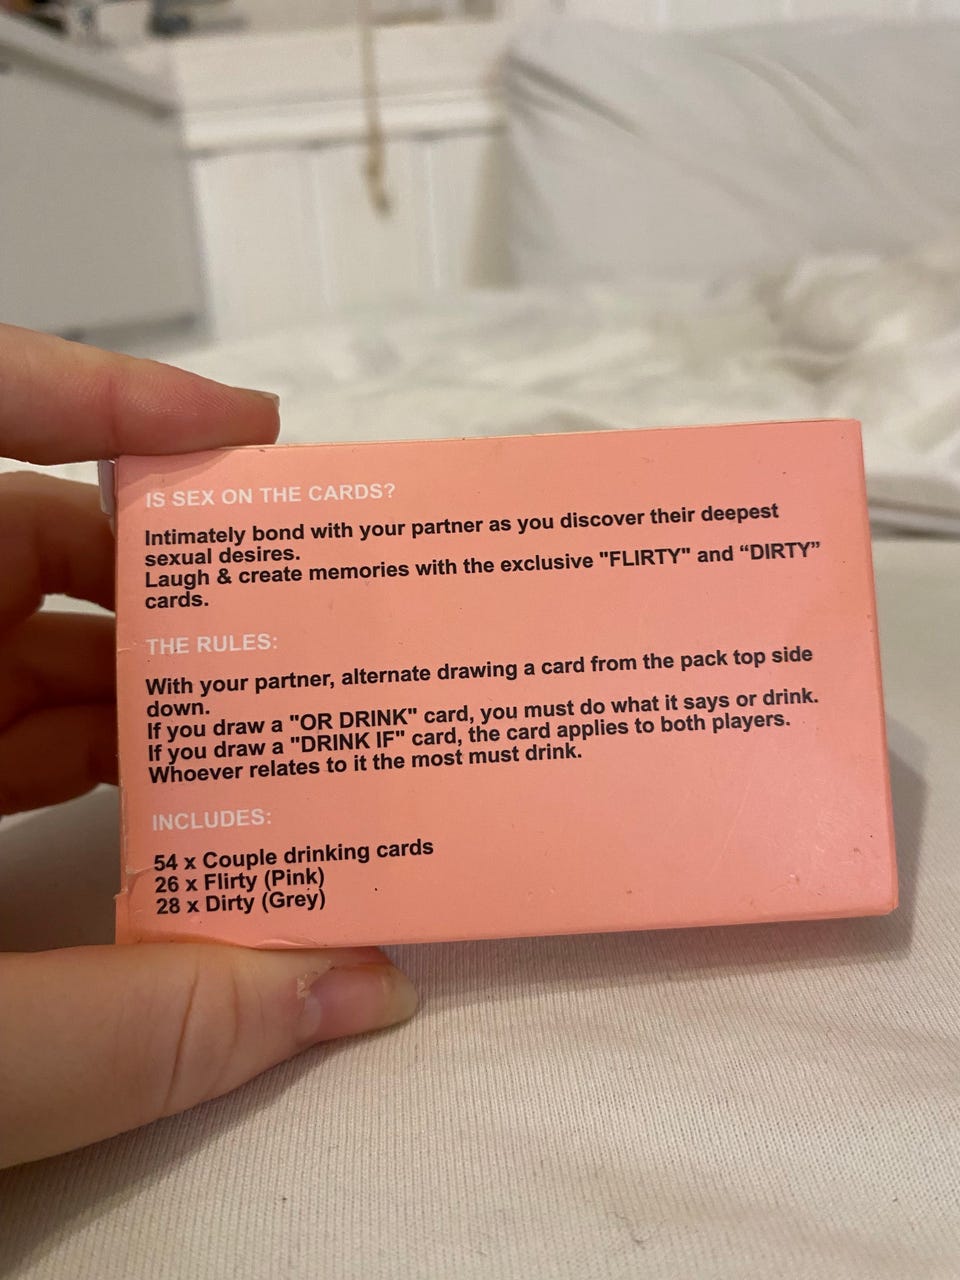 IS SEX ON THE CARDS?
Intimately bond with your partner as you discover their deepest
sexual desires.
Laugh & create memories with the exclusive "FLIRTY" and “DIRTY”
cards.
THE RULES:
With your partner, alternate drawing a card from the pack top side
down.
If you draw a "OR DRINK" card, you must do what it says or drink.
If you draw a "DRINK IF" card, the card applies to both players.
Whoever relates to it the most must drink.
INCLUDES:
54 x Couple drinking cards
26 x Flirty (Pink)
28 x Dirty (Grey)